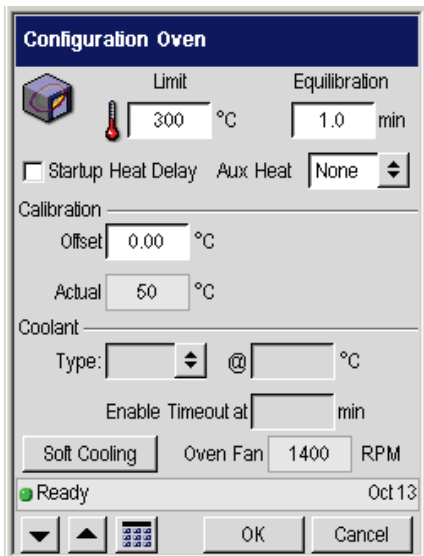 Configuration Oven
Limit Equilibration
300 °C 1.0 min
Startup Heat Delay Aux Heat None
Calibration
Offset 0.00 °C
Actual 50 °C
Coolant
Type: @ °C
Enable Timeout at min
Soft Cooling Oven Fan 1400 RPM
Ready Oct 13
OK Cancel